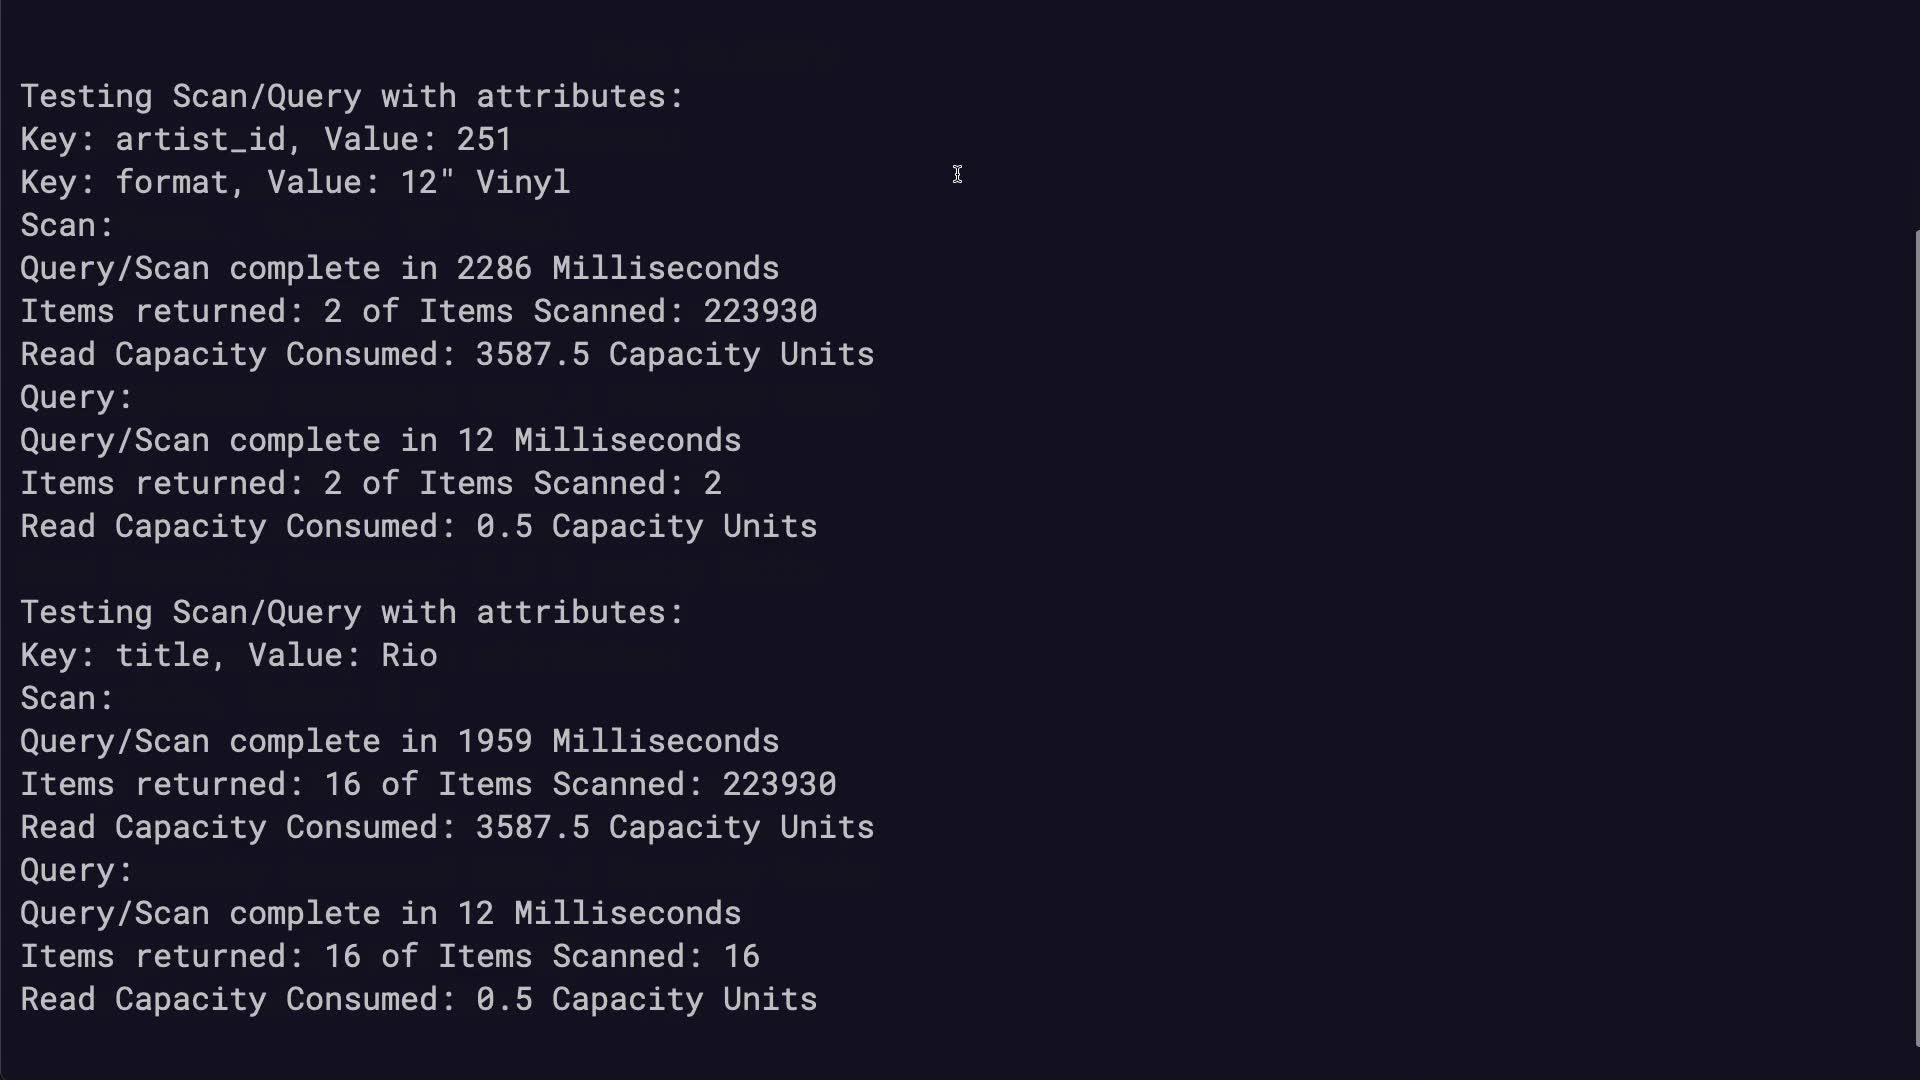 Testing Scan/Query with attributes:
Key: artist_id, Value: 251
Key: format, Value: 12" Vinyl
Scan:
Query/Scan complete in 2286 Milliseconds
Items returned: 2 of Items Scanned: 223930
Read Capacity Consumed: 3587.5 Capacity Units
Query:
Query/Scan complete in 12 Milliseconds
Items returned: 2 of Items Scanned: 2
Read Capacity Consumed: 0.5 Capacity Units
Testing Scan/Query with attributes:
Key: title, Value: Rio
Scan:
Query/Scan complete in 1959 Milliseconds
Items returned: 16 of Items Scanned: 223930
Read Capacity Consumed: 3587.5 Capacity Units
Query:
Query/Scan complete in 12 Milliseconds
Items returned: 16 of Items Scanned: 16
Read Capacity Consumed: 0.5 Capacity Units